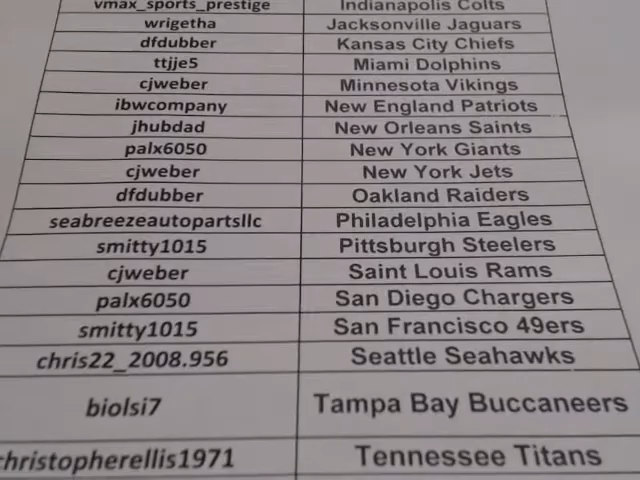 vmax_sports_prestige Indianapolis Colts
wrigetha Jacksonville Jaguars
dfdubber Kansas City Chiefs
ttjje5 Miami Dolphins
cjweber Minnesota Vikings
ibwcompany New England Patriots
jhubdad New Orleans Saints
palx6050 New York Giants
cjweber New York Jets
dfdubber Oakland Raiders
seabreezeautopartsllc Philadelphia Eagles
smitty1015 Pittsburgh Steelers
cjweber Saint Louis Rams
palx6050 San Diego Chargers
smitty1015 San Francisco 49ers
chris22_2008.956 Seattle Seahawks
biolsi7 Tampa Bay Buccaneers
christopherellis1971 Tennessee Titans